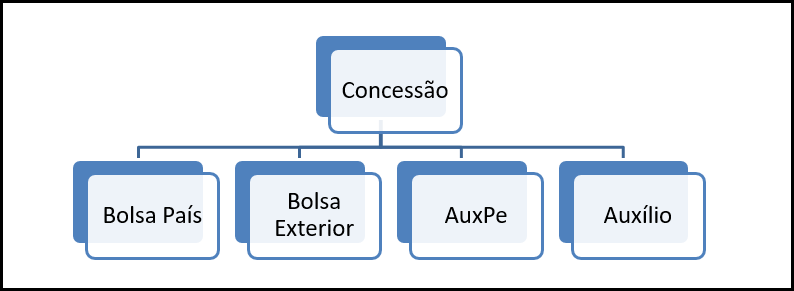 Concessão
Bolsa País
Bolsa
Exterior
AuxPe
Auxílio